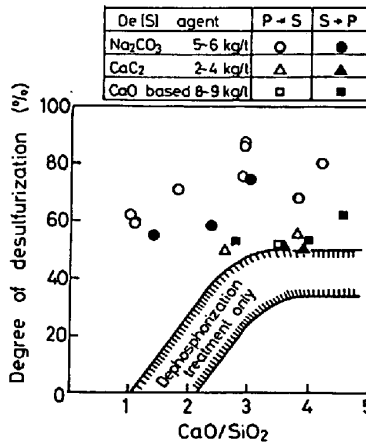 De [S] agent P→S S→P
Na₂CO₃ 5~6 kg/t ○ ●
CaC₂ 2~4 kg/t △ ▲
CaO based 8~9 kg/t □ ■
Degree of desulfurization (%)
100
80
60
40
20
0
Dephosphorization
treatment only
1 2 3 4 5
CaO/SiO₂